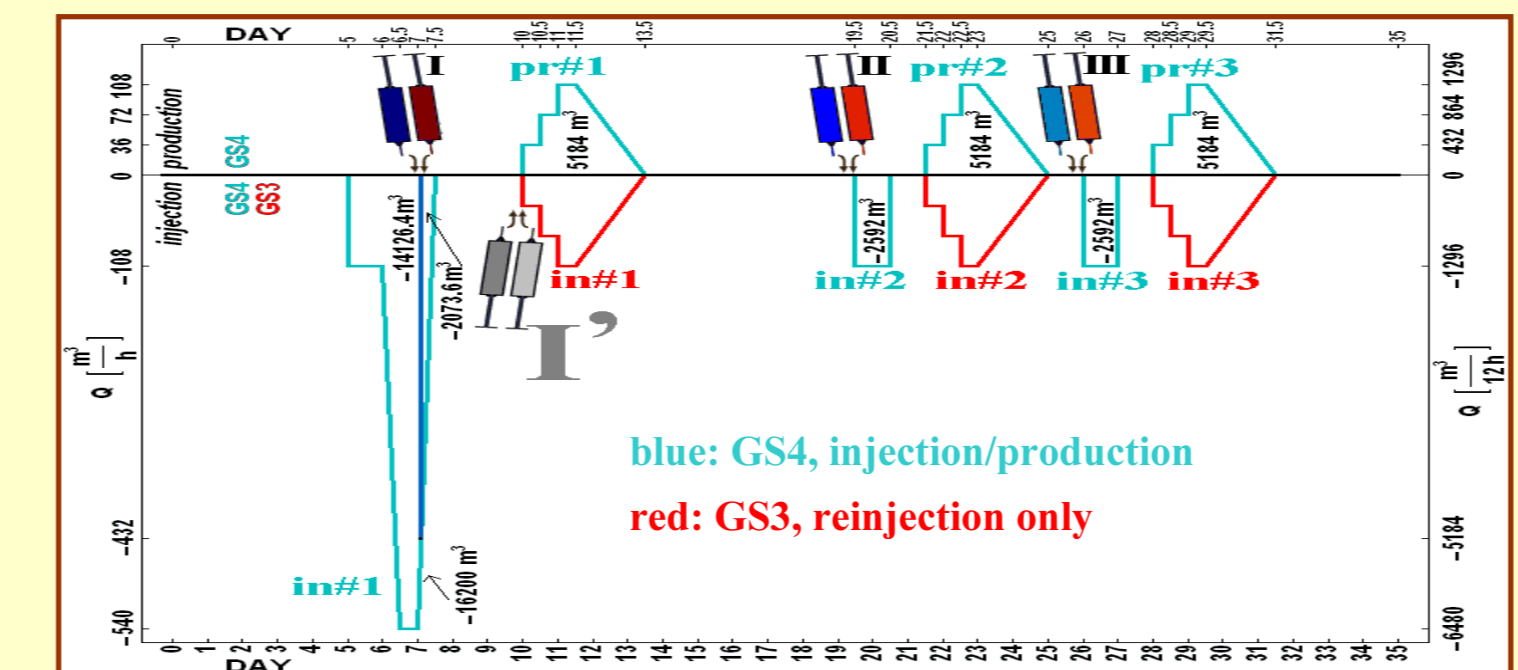 DAY
0 5 6 6.5 7 7.5 10 10.5 11 11.5 13.5 19.5 20.5 21.5 22 22.5 23 25 26 27 28 28.5 29 29.5 31.5 35
I
pr#1
II
pr#2
III
pr#3
108
72
36
0
-108
-432
-540
production
injection
GS4
GS4
GS3
5184 m³
5184 m³
5184 m³
1296
864
432
0
-1296
-5184
-6480
-14126.4m³
-2073.6m³
-2592m³
-2592m³
in#1
in#2
in#2
in#3
in#3
I’
Q [m³/h]
Q [m³/12h]
blue: GS4, injection/production
red: GS3, reinjection only
in#1
-16200 m³
0 1 2 3 4 5 6 7 8 9 10 11 12 13 14 15 16 17 18 19 20 21 22 23 24 25 26 27 28 29 30 31 32 33 34 35
DAY